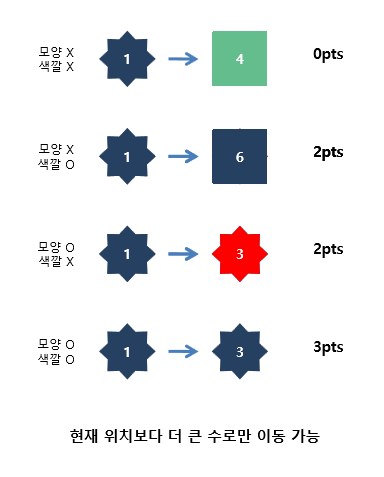 모양 X
색깔 X
1
4
0pts
모양 X
색깔 O
1
6
2pts
모양 O
색깔 X
1
3
2pts
모양 O
색깔 O
1
3
3pts
현재 위치보다 더 큰 수로만 이동 가능